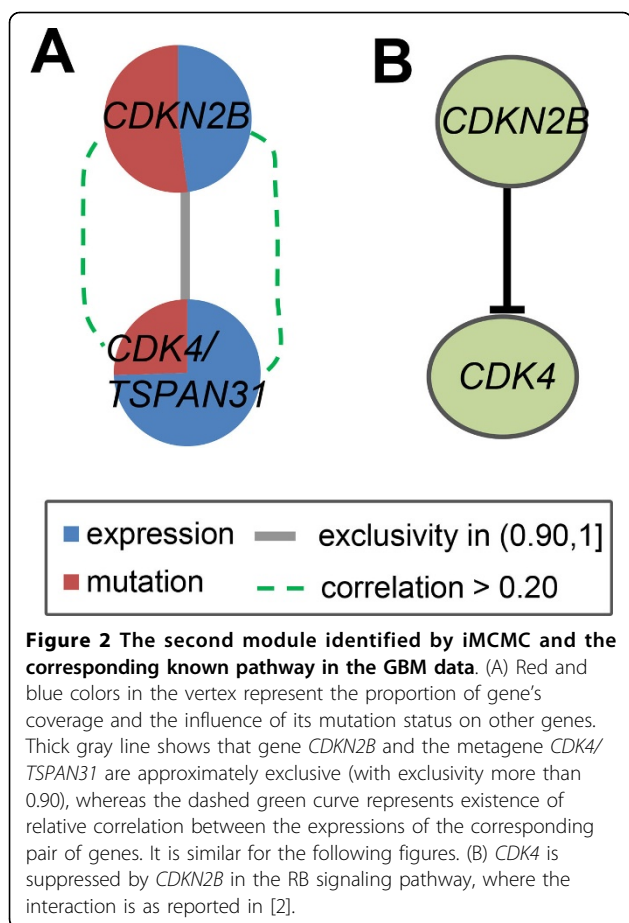 A
B
CDKN2B
CDKN2B
CDK4/
TSPAN31
CDK4
expression
exclusivity in (0.90,1]
mutation
correlation > 0.20
Figure 2 The second module identified by iMCMC and the
corresponding known pathway in the GBM data. (A) Red and
blue colors in the vertex represent the proportion of gene's
coverage and the influence of its mutation status on other genes.
Thick gray line shows that gene CDKN2B and the metagene CDK4/
TSPAN31 are approximately exclusive (with exclusivity more than
0.90), whereas the dashed green curve represents existence of
relative correlation between the expressions of the corresponding
pair of genes. It is similar for the following figures. (B) CDK4 is
suppressed by CDKN2B in the RB signaling pathway, where the
interaction is as reported in [2].